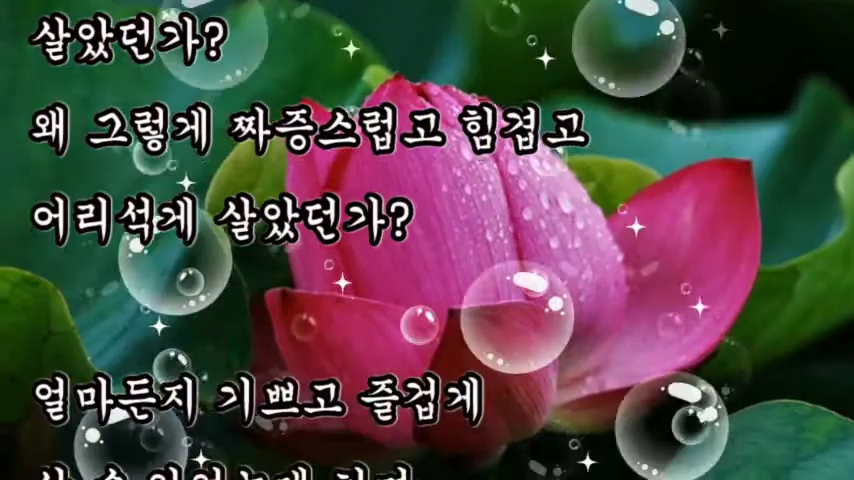 살았던가?
왜 그렇게 짜증스럽고 힘겹고
어리석게 살았던가?
얼마든지 기쁘고 즐겁게